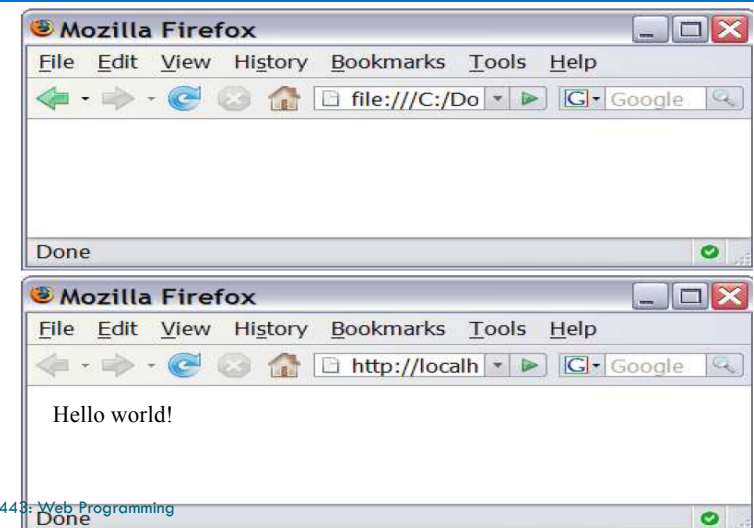 Mozilla Firefox
File Edit View History Bookmarks Tools Help
file:///C:/Do G Google
Done
Mozilla Firefox
File Edit View History Bookmarks Tools Help
http://localh G Google
Hello world!
443: Web Programming
Done